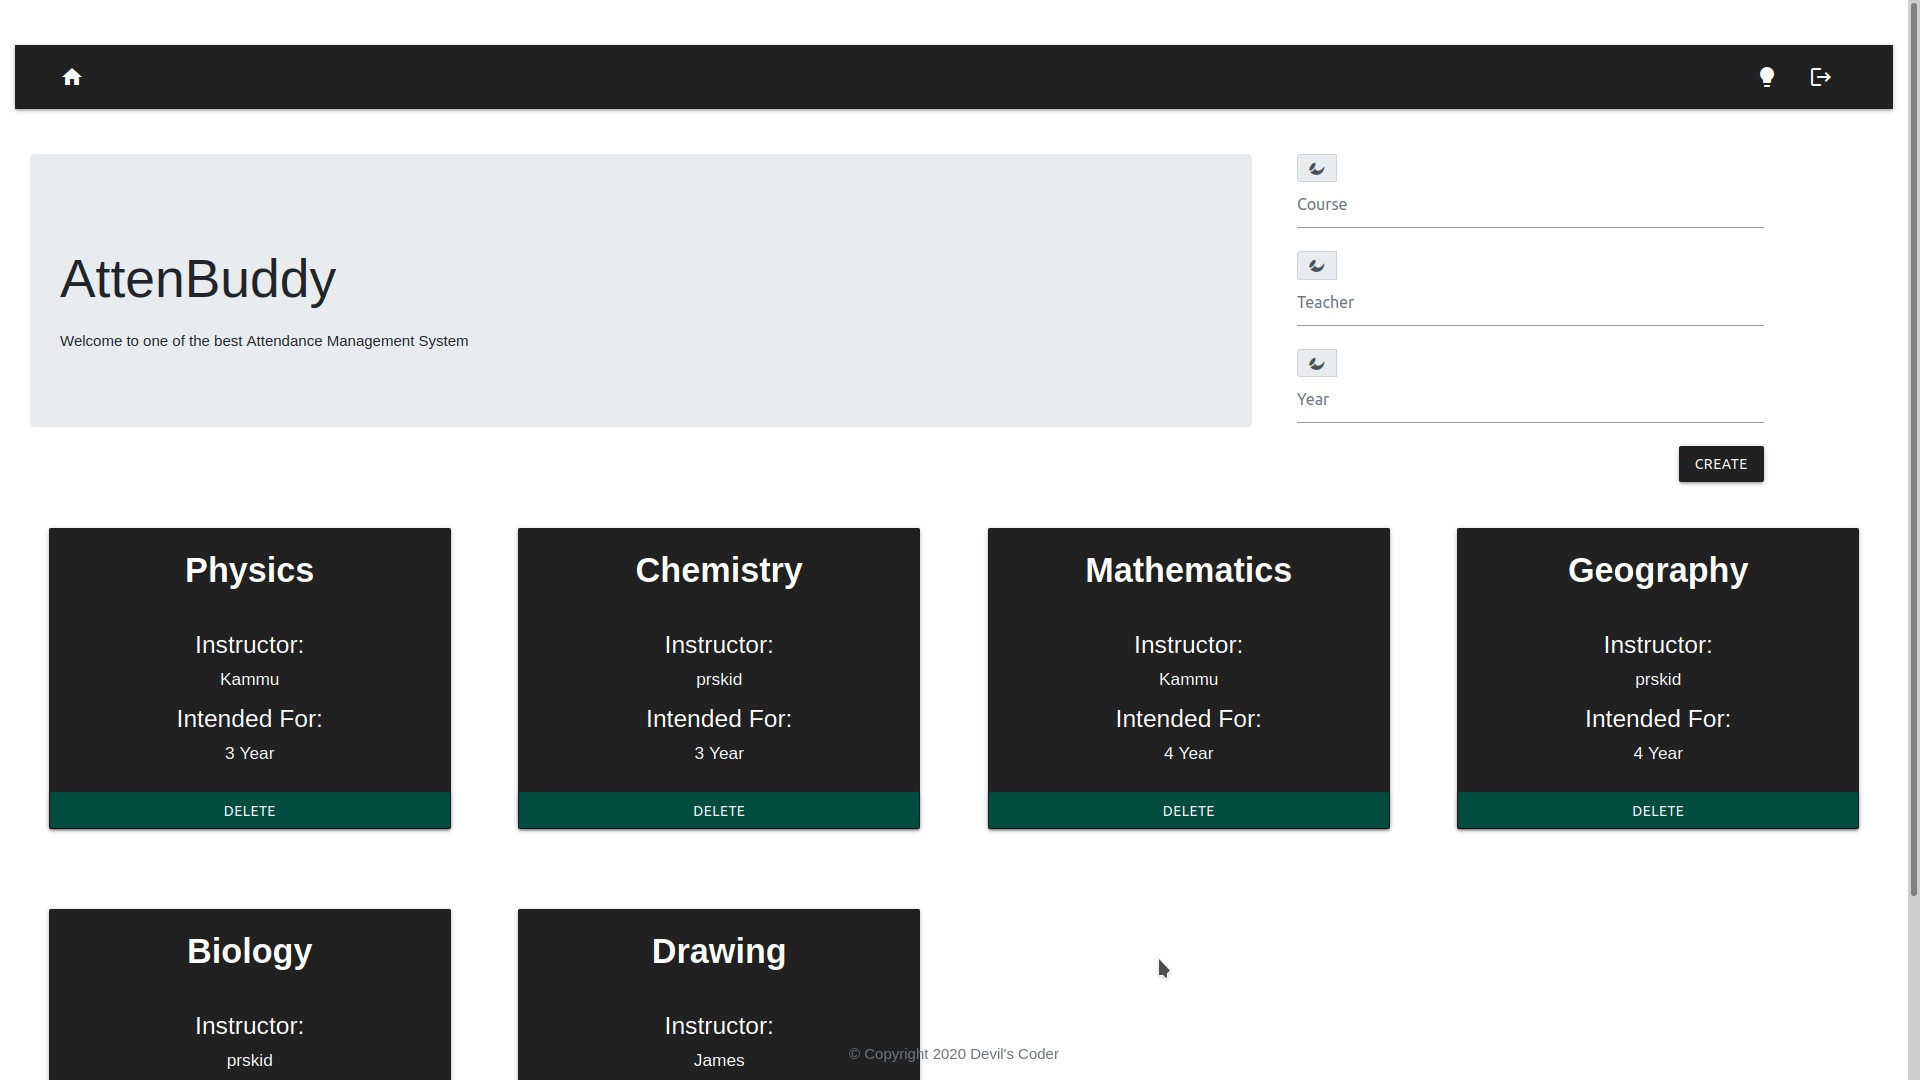 AttenBuddy
Welcome to one of the best Attendance Management System
Course
Teacher
Year
CREATE
Physics
Instructor:
Kammu
Intended For:
3 Year
DELETE
Chemistry
Instructor:
prskid
Intended For:
3 Year
DELETE
Mathematics
Instructor:
Kammu
Intended For:
4 Year
DELETE
Geography
Instructor:
prskid
Intended For:
4 Year
DELETE
Biology
Instructor:
prskid
Drawing
Instructor:
James
© Copyright 2020 Devil's Coder